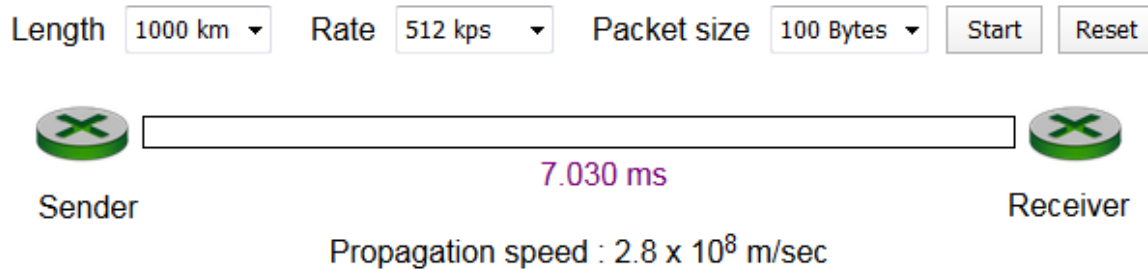 Length 1000 km Rate 512 kps Packet size 100 Bytes Start Reset
7.030 ms
Sender Receiver
Propagation speed : 2.8 x 10⁸ m/sec